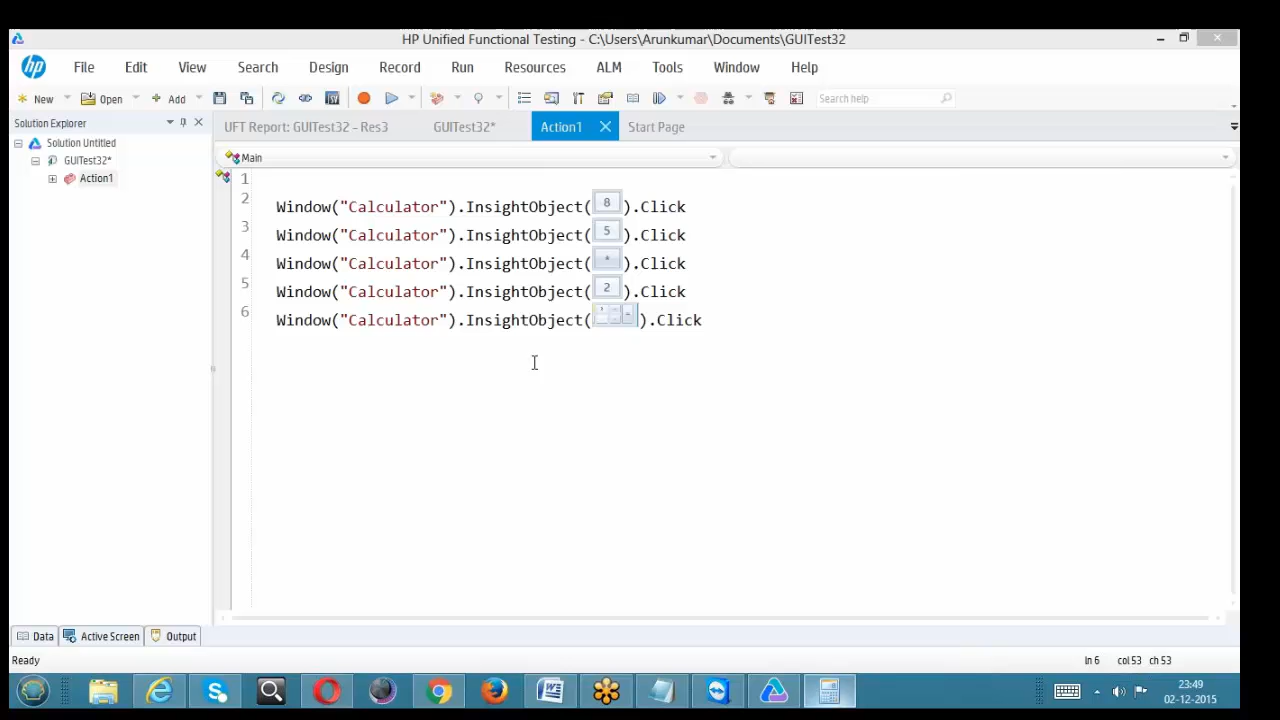 HP Unified Functional Testing - C:\Users\Arunkumar\Documents\GUITest32
hp File Edit View Search Design Record Run Resources ALM Tools Window Help
New Open Add Search help
Solution Explorer
UFT Report: GUITest32 - Res3 GUITest32* Action1 Start Page
Solution Untitled
GUITest32*
Action1
Main
1
2 Window("Calculator").InsightObject( 8 ).Click
3 Window("Calculator").InsightObject( 5 ).Click
4 Window("Calculator").InsightObject( * ).Click
5 Window("Calculator").InsightObject( 2 ).Click
6 Window("Calculator").InsightObject( ).Click
Data Active Screen Output
Ready ln 6 col 53 ch 53
23:49
02-12-2015